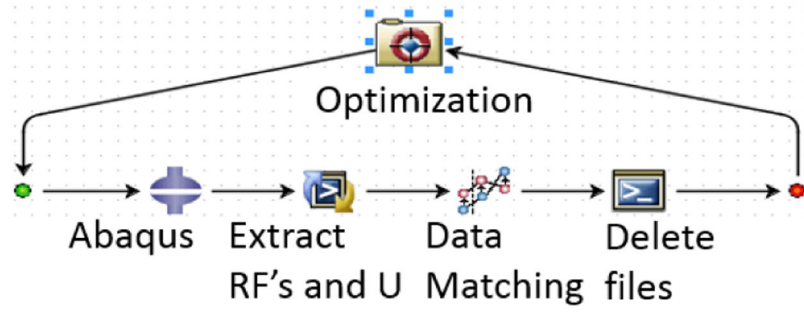 Optimization
Abaqus
Extract
RF's and U
Data
Matching
Delete
files